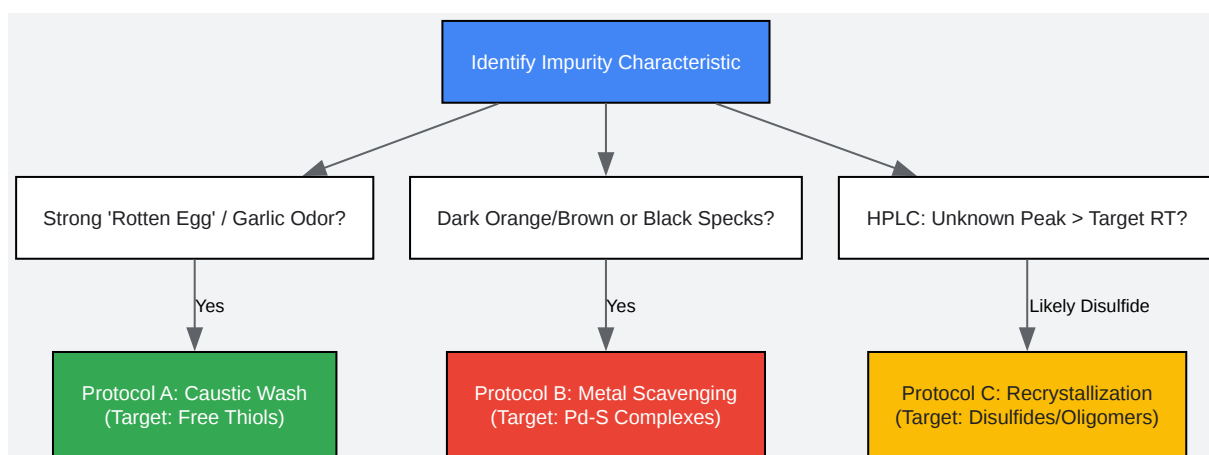 Identify Impurity Characteristic
Strong 'Rotten Egg' / Garlic Odor?
Dark Orange/Brown or Black Specks?
HPLC: Unknown Peak > Target RT?
Yes
Yes
Likely Disulfide
Protocol A: Caustic Wash
(Target: Free Thiols)
Protocol B: Metal Scavenging
(Target: Pd-S Complexes)
Protocol C: Recrystallization
(Target: Disulfides/Oligomers)